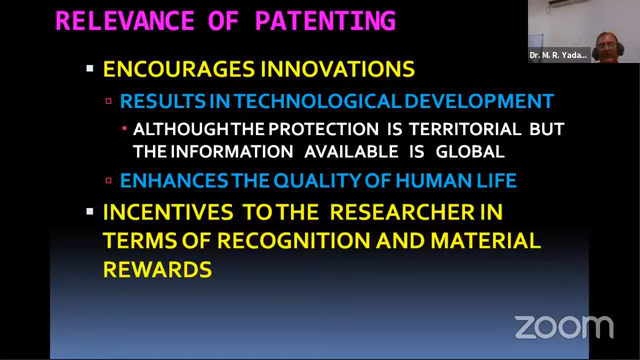 RELEVANCE OF PATENTING
Dr. M. R. Yada...
ENCOURAGES INNOVATIONS
RESULTS IN TECHNOLOGICAL DEVELOPMENT
ALTHOUGH THE PROTECTION IS TERRITORIAL BUT
THE INFORMATION AVAILABLE IS GLOBAL
ENHANCES THE QUALITY OF HUMAN LIFE
INCENTIVES TO THE RESEARCHER IN
TERMS OF RECOGNITION AND MATERIAL
REWARDS
zoom